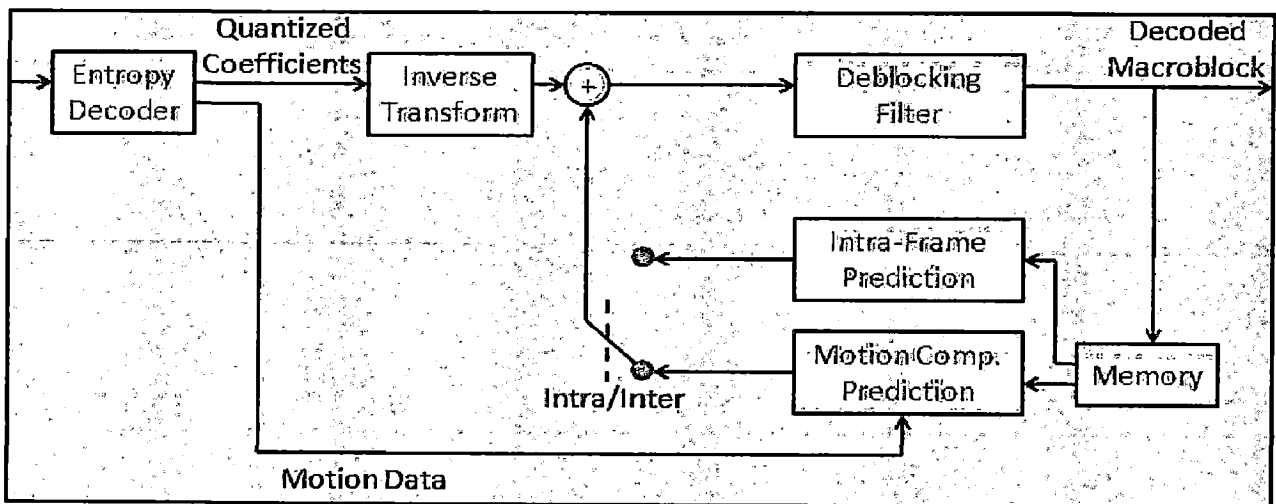 Quantized
Coefficients
Decoded
Macroblock
Entropy
Decoder
Inverse
Transform
+
Deblocking
Filter
Intra-Frame
Prediction
Motion Comp.
Prediction
Memory
Intra/Inter
Motion Data